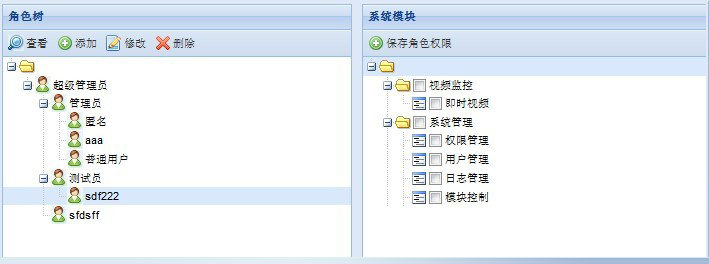 角色树
查看 添加 修改 删除
超级管理员
管理员
匿名
aaa
普通用户
测试员
sdf222
sfdsff
系统模块
保存角色权限
视频监控
即时视频
系统管理
权限管理
用户管理
日志管理
模块控制